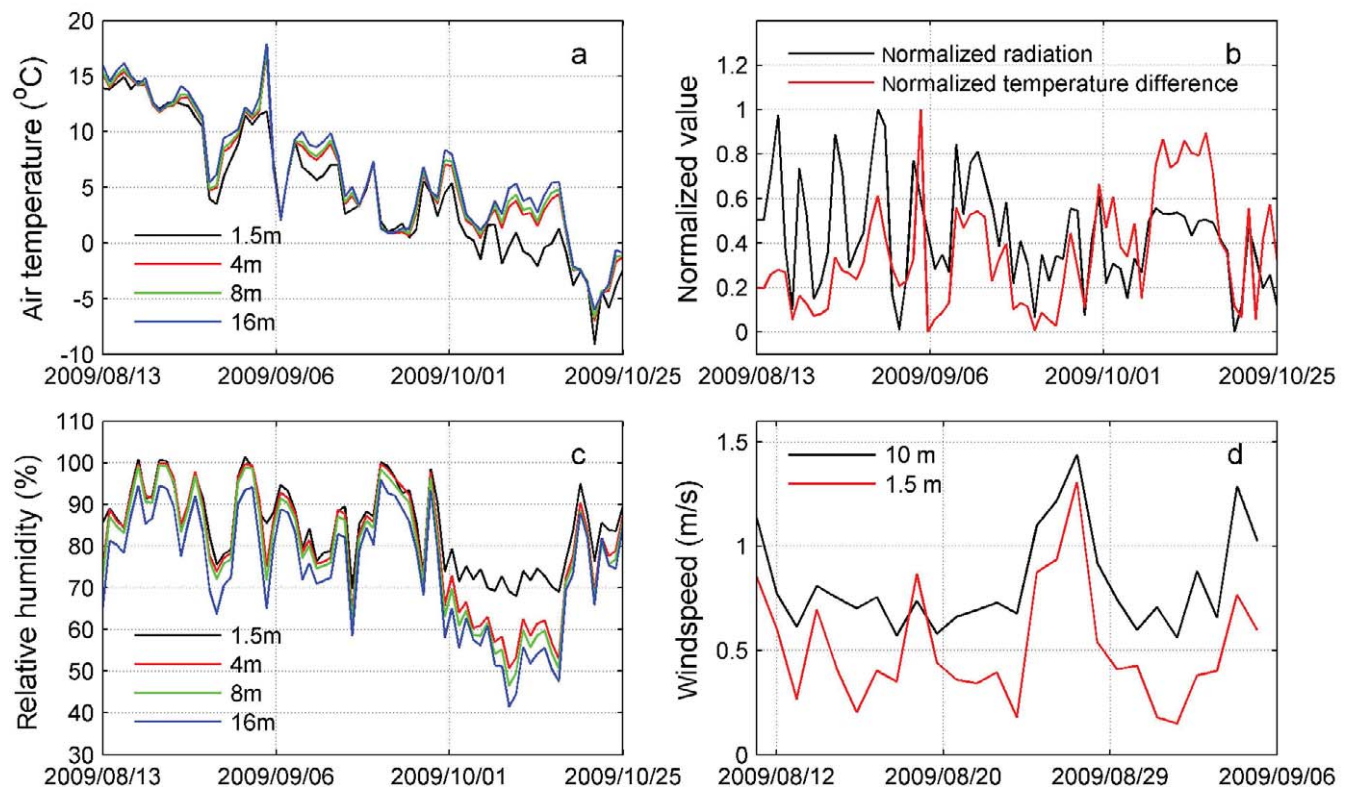 20
15
10
5
0
-5
-10
Air temperature (°C)
a
1.5m
4m
8m
16m
2009/08/13 2009/09/06 2009/10/01 2009/10/25
1.2
1
0.8
0.6
0.4
0.2
0
Normalized value
b
Normalized radiation
Normalized temperature difference
2009/08/13 2009/09/06 2009/10/01 2009/10/25
110
100
90
80
70
60
50
40
30
Relative humidity (%)
c
1.5m
4m
8m
16m
2009/08/13 2009/09/06 2009/10/01 2009/10/25
1.5
1
0.5
0
Windspeed (m/s)
d
10 m
1.5 m
2009/08/12 2009/08/20 2009/08/29 2009/09/06